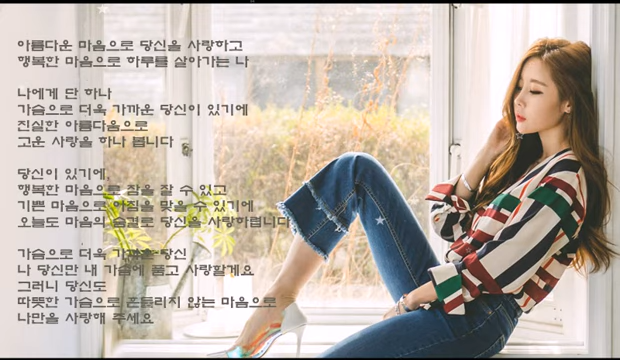 아름다운 마음으로 당신을 사랑하고
행복한 마음으로 하루를 살아가는 나
나에게 단 하나
가슴으로 더욱 가까운 당신이 있기에
진실한 아름다움으로
고운 사랑을 하나 봅니다
당신이 있기에,
행복한 마음으로 잠을 잘 수 있고
기쁜 마음으로 아침을 맞을 수 있기에
오늘도 마음의 숨결로 당신을 사랑하렵니다
가슴으로 더욱 가까운 당신
나 당신만 내 가슴에 품고 사랑할게요
그러니 당신도
따뜻한 가슴으로 흔들리지 않는 마음으로
나만을 사랑해 주세요